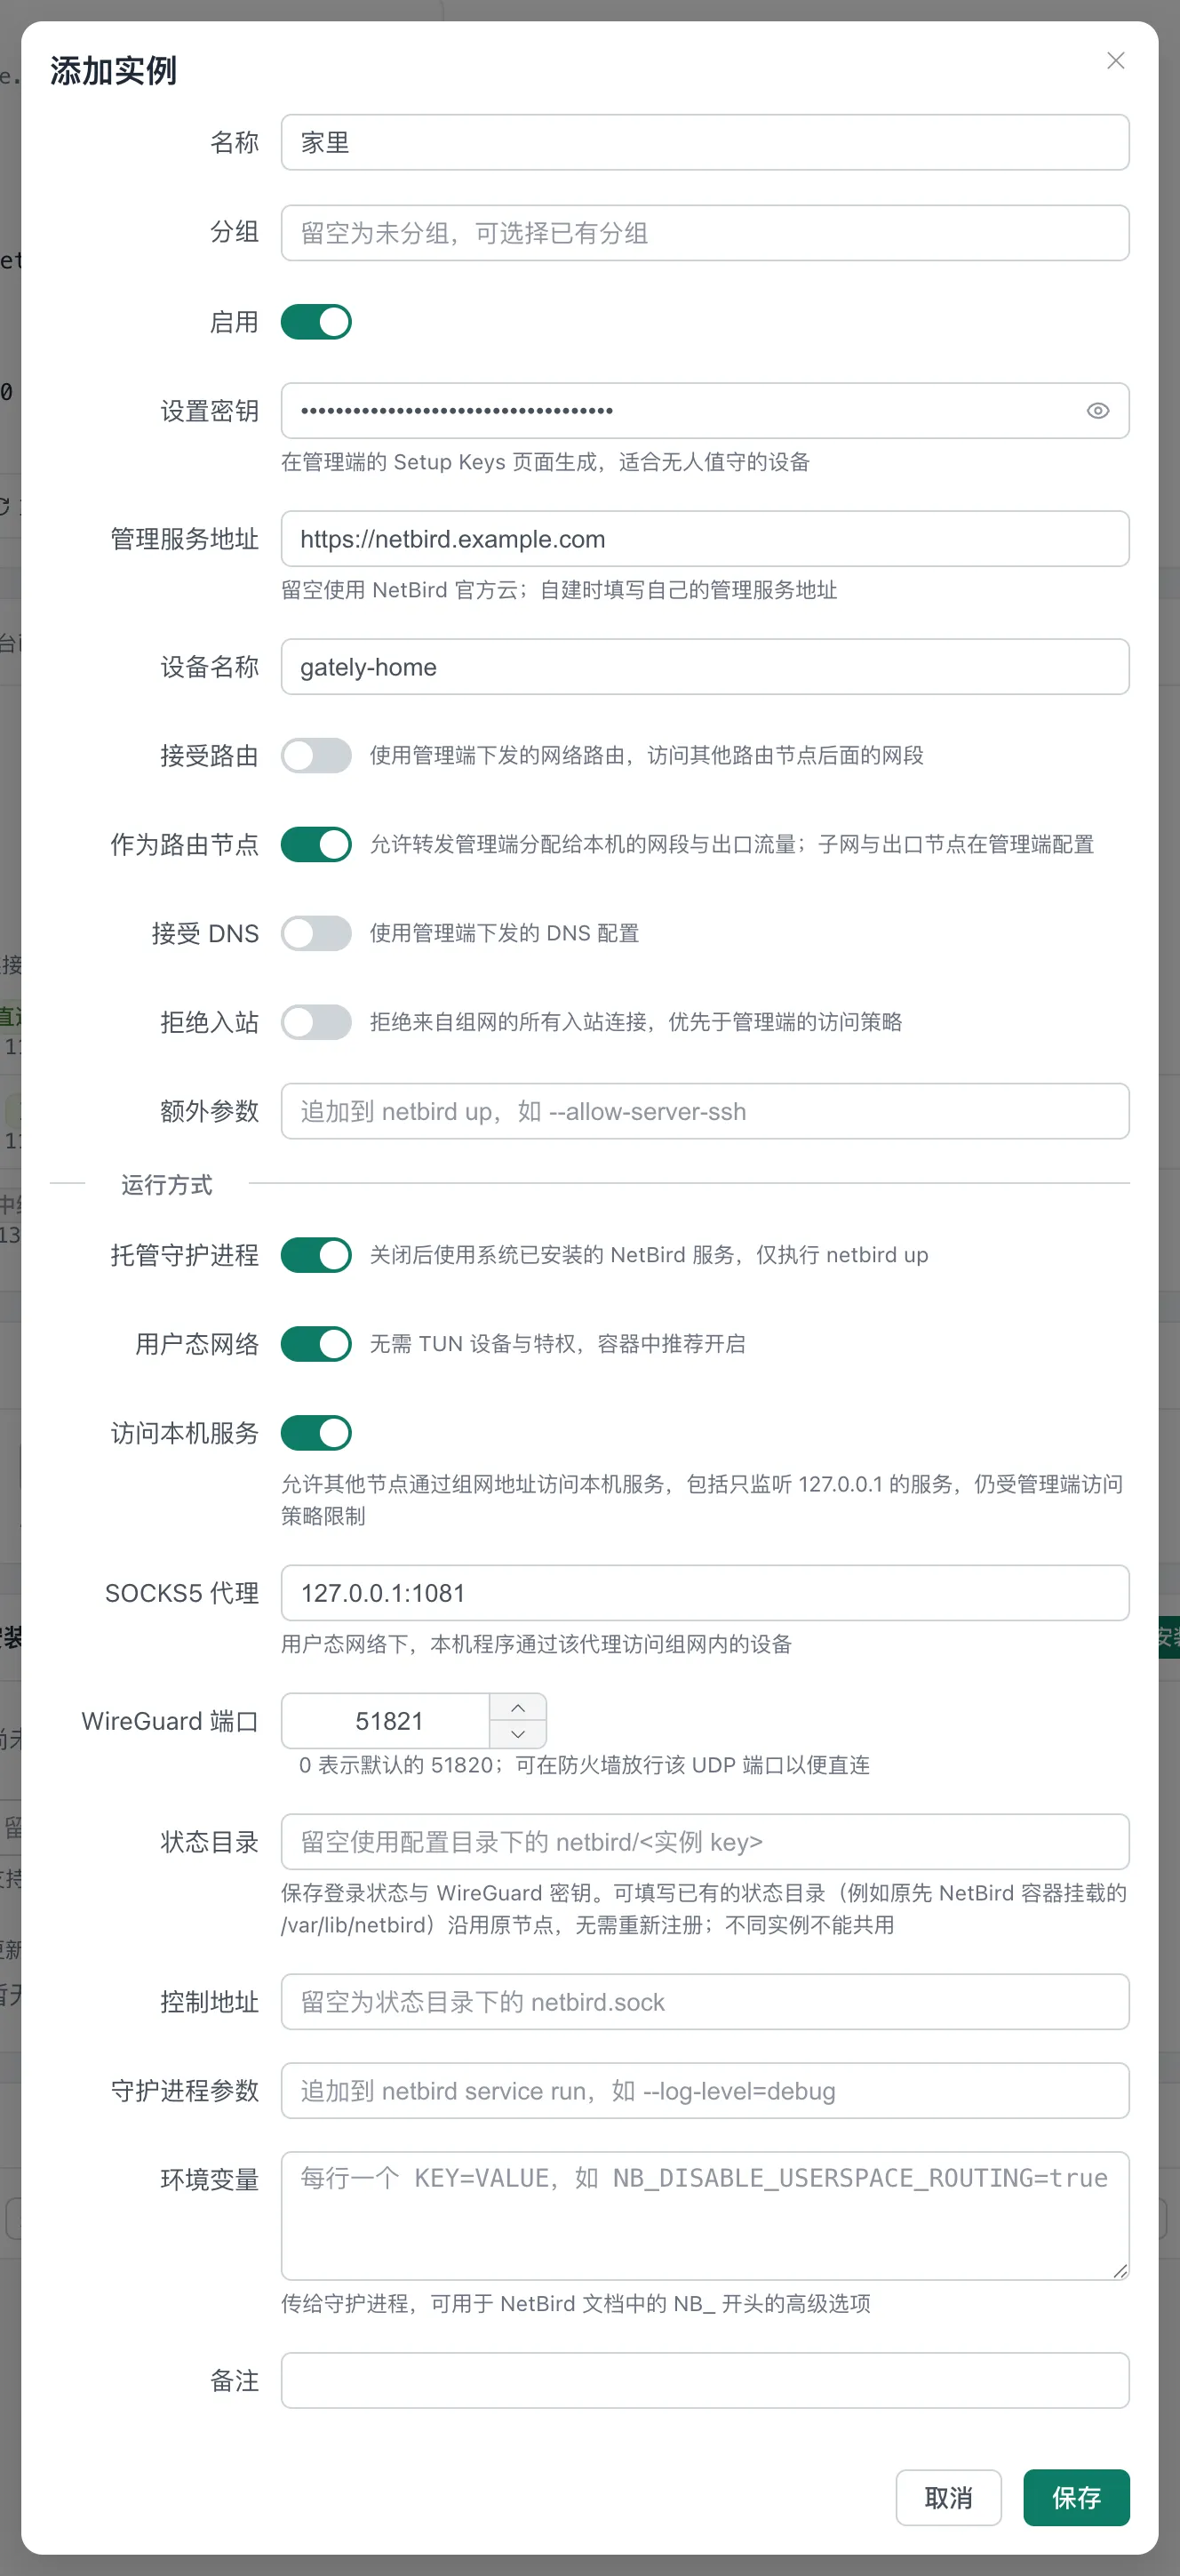 添加实例
名称
家里
分组
留空为未分组，可选择已有分组
启用
设置密钥
••••••••••••••••••••••••••••••••••••
在管理端的 Setup Keys 页面生成，适合无人值守的设备
管理服务地址
https://netbird.example.com
留空使用 NetBird 官方云；自建时填写自己的管理服务地址
设备名称
gately-home
接受路由
使用管理端下发的网络路由，访问其他路由节点后面的网段
作为路由节点
允许转发管理端分配给本机的网段与出口流量；子网与出口节点在管理端配置
接受 DNS
使用管理端下发的 DNS 配置
拒绝入站
拒绝来自组网的所有入站连接，优先于管理端的访问策略
额外参数
追加到 netbird up，如 --allow-server-ssh
运行方式
托管守护进程
关闭后使用系统已安装的 NetBird 服务，仅执行 netbird up
用户态网络
无需 TUN 设备与特权，容器中推荐开启
访问本机服务
允许其他节点通过组网地址访问本机服务，包括只监听 127.0.0.1 的服务，仍受管理端访问
策略限制
SOCKS5 代理
127.0.0.1:1081
用户态网络下，本机程序通过该代理访问组网内的设备
WireGuard 端口
51821
0 表示默认的 51820；可在防火墙放行该 UDP 端口以便直连
状态目录
留空使用配置目录下的 netbird/<实例 key>
保存登录状态与 WireGuard 密钥。可填写已有的状态目录（例如原先 NetBird 容器挂载的
/var/lib/netbird）沿用原节点，无需重新注册；不同实例不能共用
控制地址
留空为状态目录下的 netbird.sock
守护进程参数
追加到 netbird service run，如 --log-level=debug
环境变量
每行一个 KEY=VALUE，如 NB_DISABLE_USERSPACE_ROUTING=true
传给守护进程，可用于 NetBird 文档中的 NB_ 开头的高级选项
备注
取消
保存